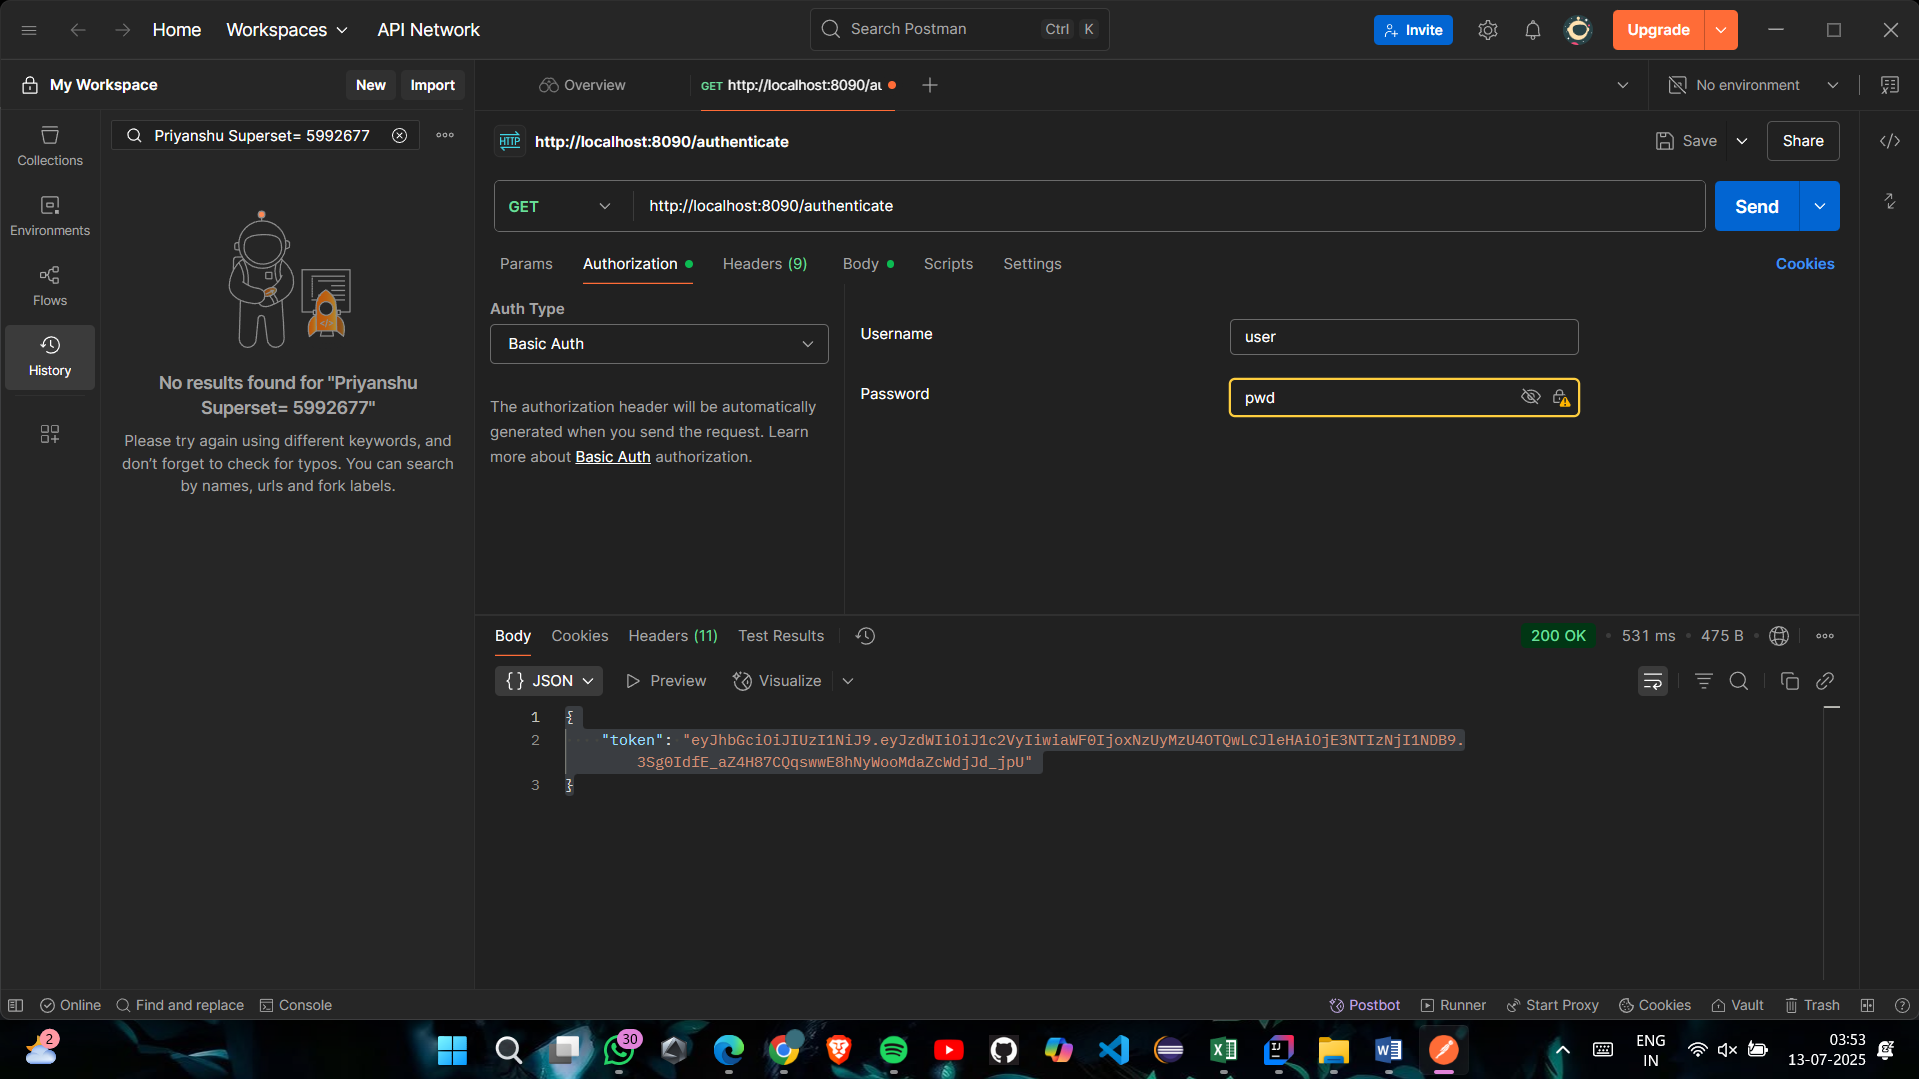 Home Workspaces API Network
Search Postman Ctrl K
Invite Upgrade
My Workspace New Import
Overview GET http://localhost:8090/au No environment
Collections
Environments
Flows
History
Priyanshu Superset= 5992677
No results found for "Priyanshu
Superset= 5992677"
Please try again using different keywords, and
don't forget to check for typos. You can search
by names, urls and fork labels.
HTTP http://localhost:8090/authenticate Save Share
GET http://localhost:8090/authenticate Send
Params Authorization Headers (9) Body Scripts Settings Cookies
Auth Type
Basic Auth
The authorization header will be automatically
generated when you send the request. Learn
more about Basic Auth authorization.
Username user
Password pwd
Body Cookies Headers (11) Test Results 200 OK 531 ms 475 B
{} JSON Preview Visualize
1 {
2 "token": "eyJhbGciOiJIUzI1NiJ9.eyJzdWIiOiJ1c2VyIiwiaWF0IjoxNzUyMzU4OTQwLCJleHAiOjE3NTIzNjI1NDB9.
3Sg0IdfE_aZ4H87CQqswwE8hNyWooMdaZcWdjJd_jpU"
3 }
Online Find and replace Console Postbot Runner Start Proxy Cookies Vault Trash
2
30
ENG
IN
03:53
13-07-2025